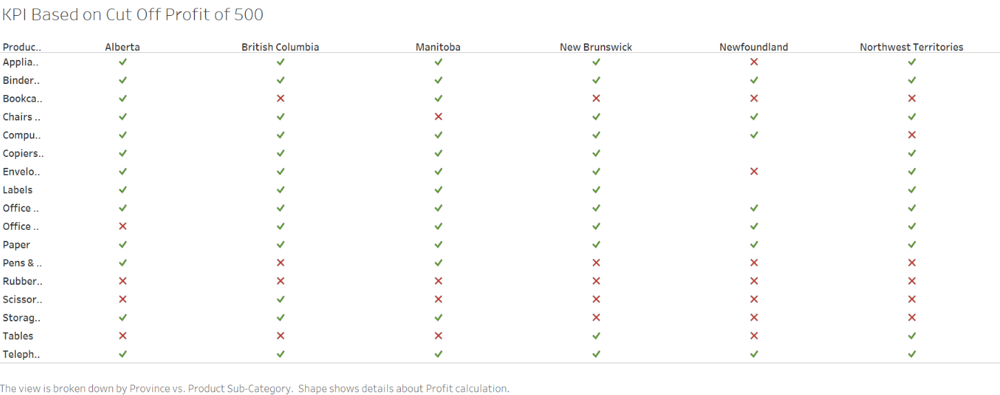 KPI Based on Cut Off Profit of 500
Produc.. Alberta British Columbia Manitoba New Brunswick Newfoundland Northwest Territories
Applia..
Binder..
Bookca..
Chairs ..
Compu..
Copiers..
Envelo..
Labels
Office ..
Office ..
Paper
Pens & ..
Rubber..
Scissor..
Storag..
Tables
Teleph..
The view is broken down by Province vs. Product Sub-Category. Shape shows details about Profit calculation.